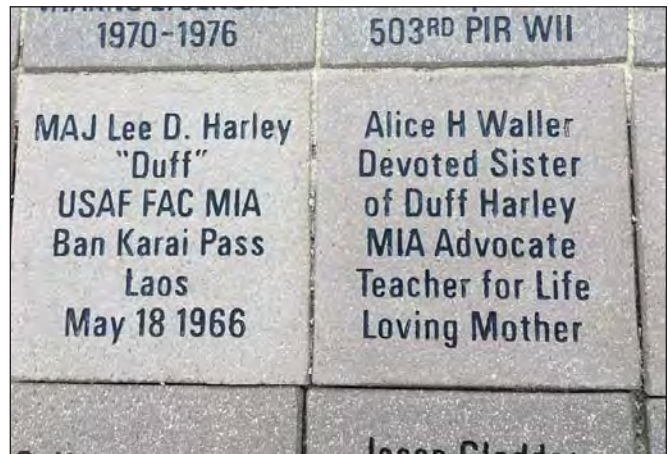 1970-1976
503RD PIR WII
MAJ Lee D. Harley
"Duff"
USAF FAC MIA
Ban Karai Pass
Laos
May 18 1966
Alice H Waller
Devoted Sister
of Duff Harley
MIA Advocate
Teacher for Life
Loving Mother